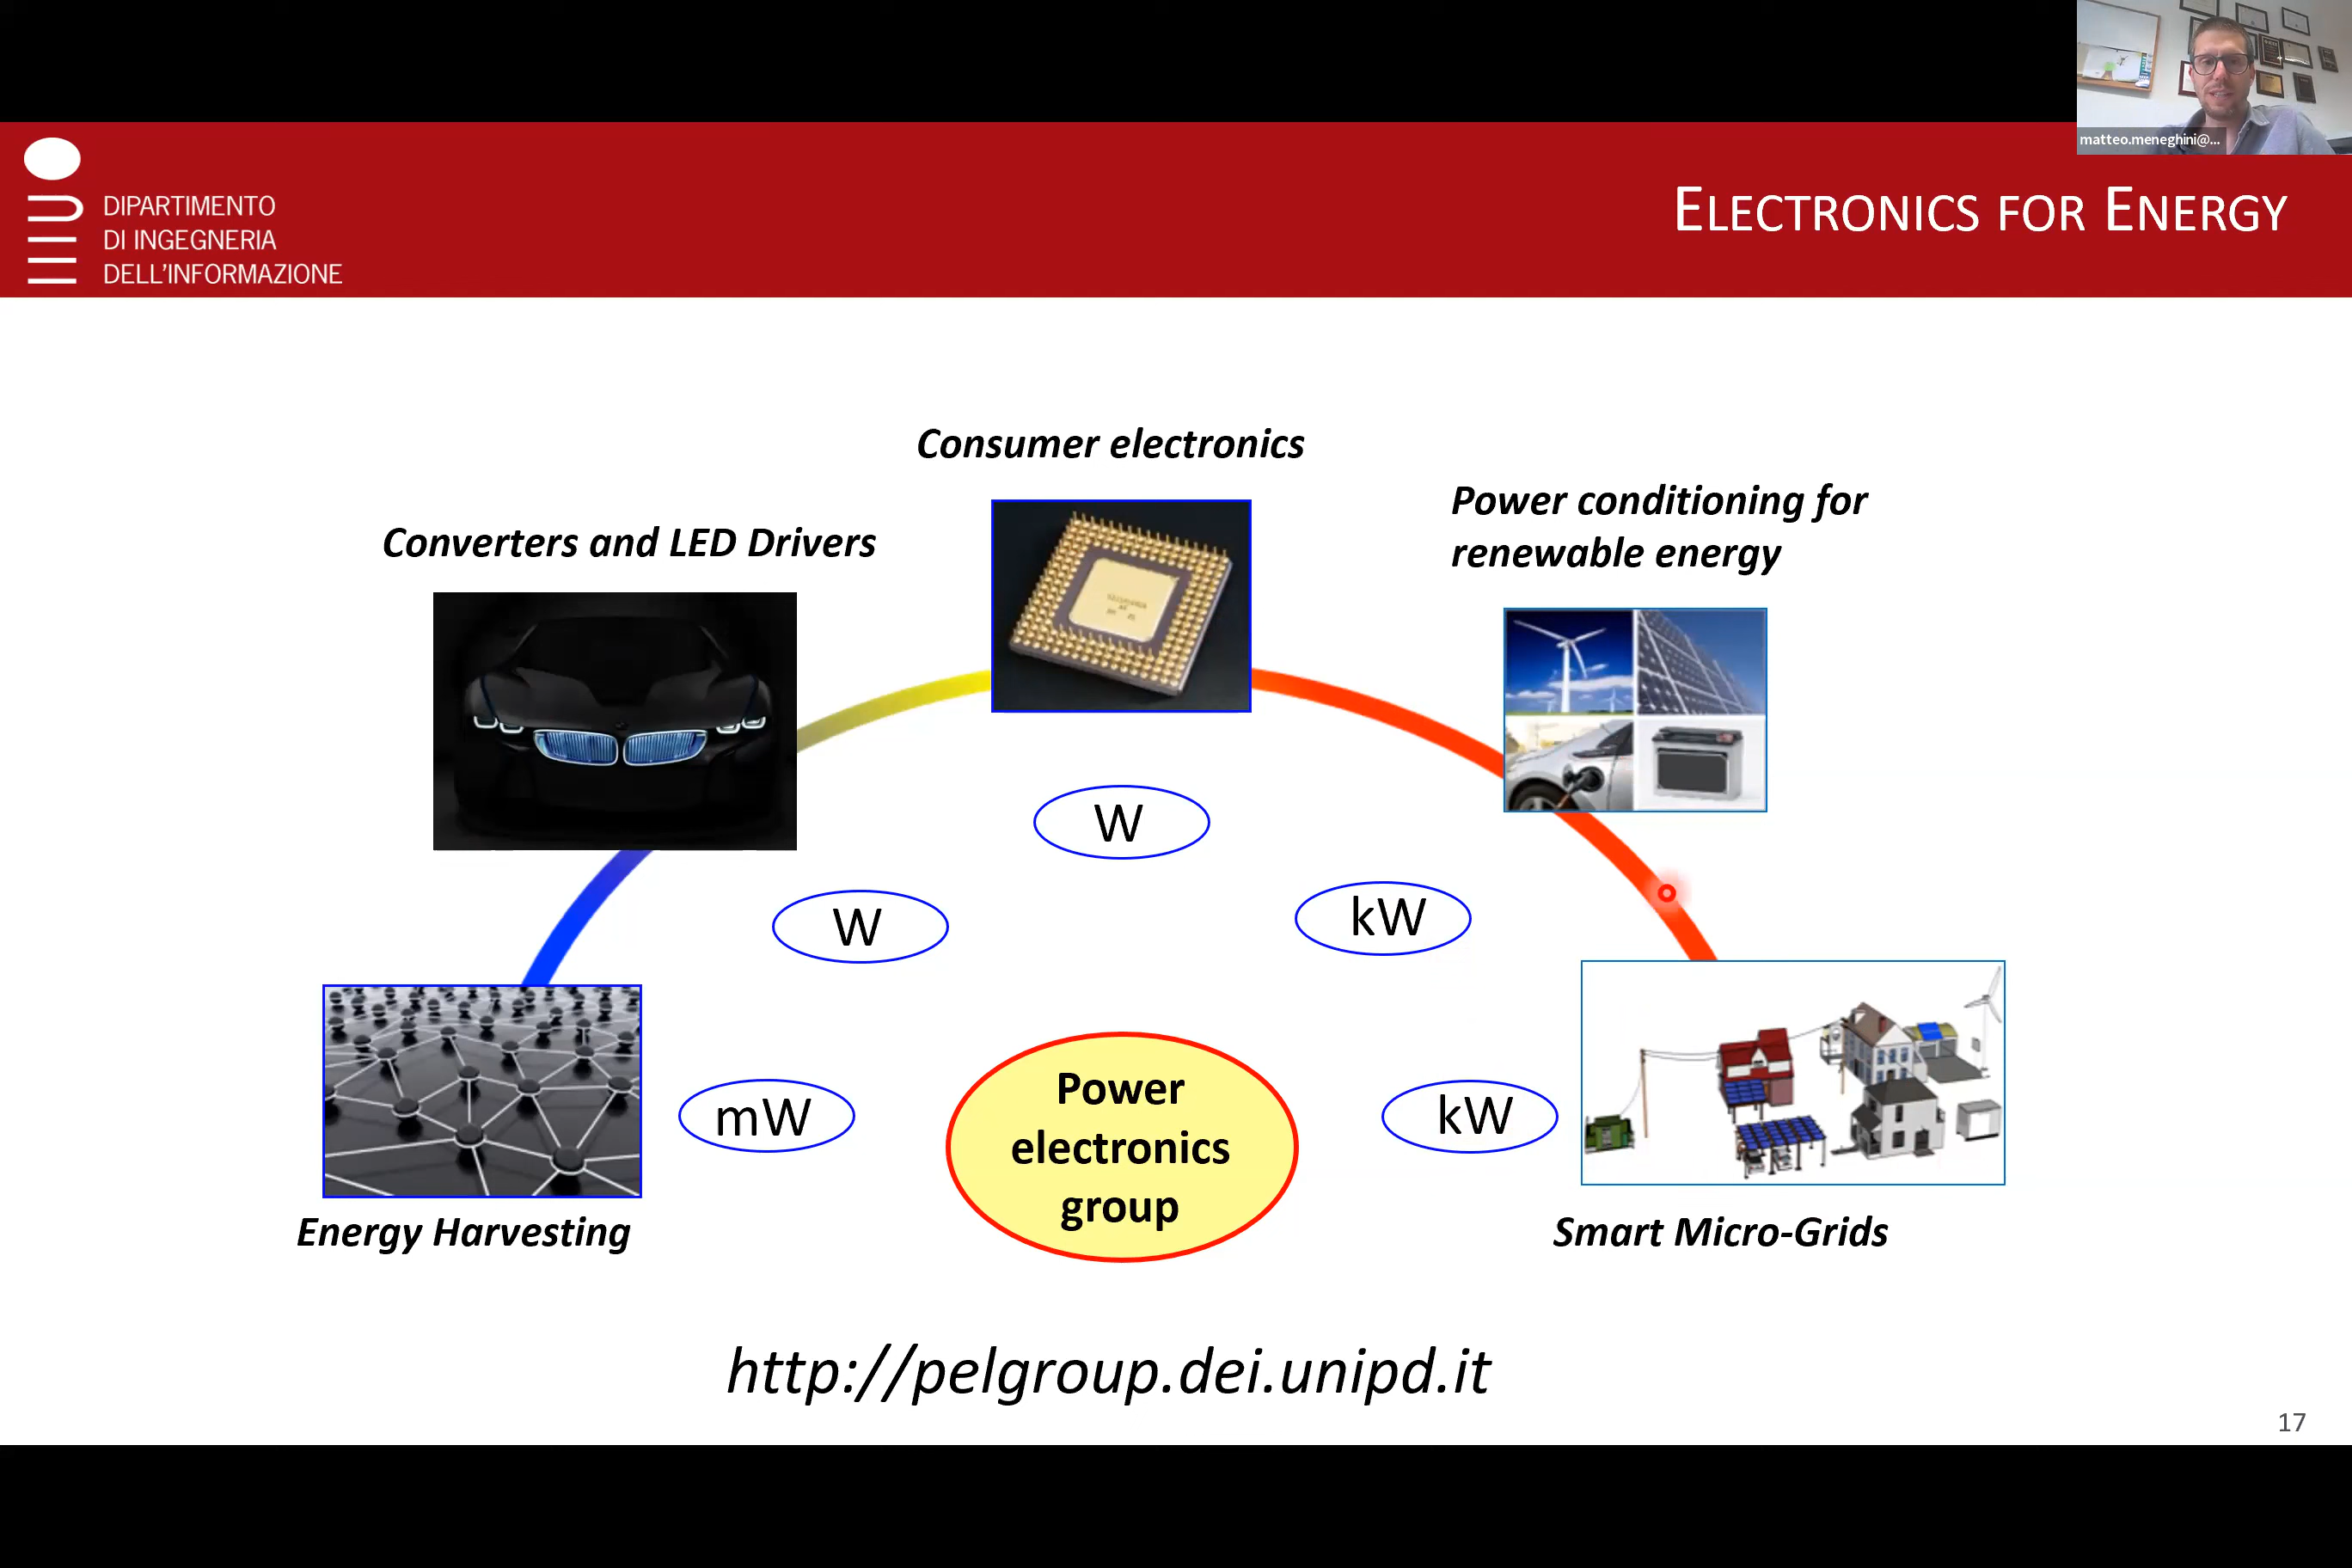 matteo.meneghini@...
DIPARTIMENTO
DI INGEGNERIA
DELL'INFORMAZIONE
ELECTRONICS FOR ENERGY
Consumer electronics
Power conditioning for
renewable energy
Converters and LED Drivers
W
W
kW
mW
kW
Power
electronics
group
Energy Harvesting
Smart Micro-Grids
http://pelgroup.dei.unipd.it
17